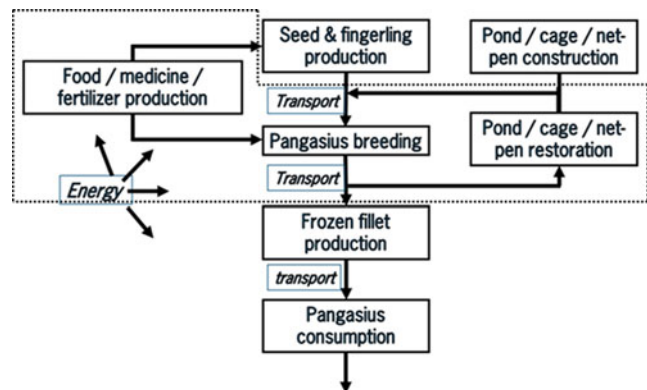 Seed & fingerling
production
Pond / cage / net-
pen construction
Food / medicine /
fertilizer production
Transport
Pangasius breeding
Pond / cage / net-
pen restoration
Transport
Energy
Frozen fillet
production
transport
Pangasius
consumption